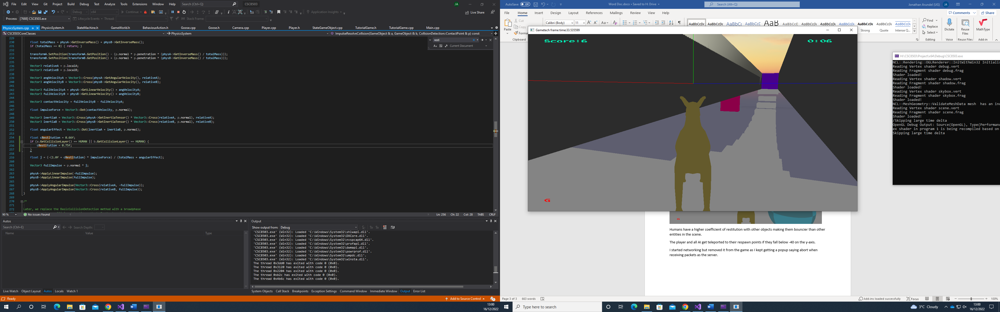 File Edit View Git Project Build Debug Test Analyze Tools Extensions Window Help Search (Ctrl+Q) CSC8503 JA
Debug x64 Continue Application Insights Live Share
Process: [7688] CSC8503.exe Lifecycle Events Thread: Stack Frame:
PhysicsSystem.cpp PhysicsSystem.h StateMachine.h GameWorld.h BehaviourAction.h Goose.cpp Goose.h Camera.cpp Player.cpp Player.h StateGameObject.cpp TutorialGame.h TutorialGame.cpp Main.cpp
CSC8503CoreClasses PhysicsSystem ImpulseResolveCollision(GameObject & a, GameObject & b, CollisionDetection::ContactPoint & p) const
resti
Aa Current Document
229
230 float totalMass = physA->GetInverseMass() + physB->GetInverseMass();
231 if (totalMass == 0) { return; }
232
233 transformA.SetPosition(transformA.GetPosition() - (p.normal * p.penetration * (physA->GetInverseMass() / totalMass)));
234 transformB.SetPosition(transformB.GetPosition() + (p.normal * p.penetration * (physB->GetInverseMass() / totalMass)));
235
236 Vector3 relativeA = p.localA;
237 Vector3 relativeB = p.localB;
238
239 Vector3 angVelocityA = Vector3::Cross(physA->GetAngularVelocity(), relativeA);
240 Vector3 angVelocityB = Vector3::Cross(physB->GetAngularVelocity(), relativeB);
241
242 Vector3 fullVelocityA = physA->GetLinearVelocity() + angVelocityA;
243 Vector3 fullVelocityB = physB->GetLinearVelocity() + angVelocityB;
244
245 Vector3 contactVelocity = fullVelocityB - fullVelocityA;
246
247 float impulseForce = Vector3::Dot(contactVelocity, p.normal);
248
249 Vector3 inertiaA = Vector3::Cross(physA->GetInertiaTensor() * Vector3::Cross(relativeA, p.normal), relativeA);
250 Vector3 inertiaB = Vector3::Cross(physB->GetInertiaTensor() * Vector3::Cross(relativeB, p.normal), relativeB);
251
252 float angularEffect = Vector3::Dot(inertiaA + inertiaB, p.normal);
253
254 float cRestitution = 0.66f;
255 if (a.GetCollisionLayer() == HUMAN || b.GetCollisionLayer() == HUMAN) {
256 cRestitution = 0.75f;
257 }
258
259 float j = (-(1.0f + cRestitution) * impulseForce) / (totalMass + angularEffect);
260
261 Vector3 fullImpulse = p.normal * j;
262
263 physA->ApplyLinearImpulse(-fullImpulse);
264 physB->ApplyLinearImpulse(fullImpulse);
265
266 physA->ApplyAngularImpulse(Vector3::Cross(relativeA, -fullImpulse));
267 physB->ApplyAngularImpulse(Vector3::Cross(relativeB, fullImpulse));
268 }
269
270 /*
271
272 Later, we replace the BasicCollisionDetection method with a broadphase
90 % No issues found Ln: 256 Ch: 22 Col: 28 TABS CRLF
Autos
Search (Ctrl+E) Search Depth:
Name Value Type
Live Watch Object Layout Autos Locals Watch 1
Output
Show output from: Debug
'CSC8503.exe' (Win32): Loaded 'C:\Windows\System32\shlwapi.dll'.
'CSC8503.exe' (Win32): Loaded 'C:\Windows\System32\DXCore.dll'.
'CSC8503.exe' (Win32): Loaded 'C:\Windows\System32\nvspcap64.dll'.
'CSC8503.exe' (Win32): Loaded 'C:\Windows\System32\profapi.dll'.
'CSC8503.exe' (Win32): Loaded 'C:\Windows\System32\dwmapi.dll'.
'CSC8503.exe' (Win32): Loaded 'C:\Windows\System32\powrprof.dll'.
'CSC8503.exe' (Win32): Loaded 'C:\Windows\System32\umpdc.dll'.
'CSC8503.exe' (Win32): Loaded 'C:\Windows\System32\winsta.dll'.
The thread 0x3dd0 has exited with code 0 (0x0).
The thread 0x3120 has exited with code 0 (0x0).
The thread 0x2204 has exited with code 0 (0x0).
The thread 0xb2c has exited with code 0 (0x0).
The thread 0x4b6c has exited with code 0 (0x0).
System Objects Call Stack Breakpoints Exception Settings Command Window Immediate Window Output Error List
Ready Add to Source Control 1
13:00
16/12/2022
AutoSave Off Word Doc.docx • Saved to H: Drive Search (Alt+Q) Jonathan Arundel (UG) JA
File Home Insert Design Layout References Mailings Review View Help Comments Share
Paste Cut Copy Clipboard
Calibri (Body) 11
AaBbCcDc AaBbCcDc AaBbCc AaBbCcE AaB AaBbCcD AaBbCcDc AaBbCcDc AaBbCcDc AaBbCcDc AaBbCcDc AaBbCcDc
Strong Quote Intense Q...
Find Replace Select Editing
Dictate Voice
Reuse Files Reuse Files
MathType Add-in
Gametech frame time:33.535599
Score:6 0:06
G
H:\CSC8503\Project\x64\Debug\CSC8503.exe
NCL::Rendering::OGLRenderer::InitWithWin32 Initialis
Reading Vertex shader debug.vert
Reading Fragment shader debug.frag
Shader loaded!
Reading Vertex shader shadow.vert
Reading Fragment shader shadow.frag
Shader loaded!
Reading Vertex shader skybox.vert
Reading Fragment shader skybox.frag
Shader loaded!
NCL::MeshGeometry::ValidateMeshData mesh  has an inc
Reading Vertex shader scene.vert
Reading Fragment shader scene.frag
Shader loaded!
/Skipping large time delta
OpenGL Debug Output: Source(OpenGL), Type(Performanc
ex shader in program 1 is being recompiled based on
Skipping large time delta
G
Humans have a higher coefficient of restitution with other objects making them bouncier than other
entities in the scene.
The player and all AI get teleported to their respawn points if they fall below -40 on the y-axis.
I started networking but removed it from the game as I kept getting a popup saying abort when
receiving packets as the server.
Page 3 of 3 663 words Add-ins loaded successfully Focus 100%
Type here to search 3°C Cloudy 13:00
16/12/2022